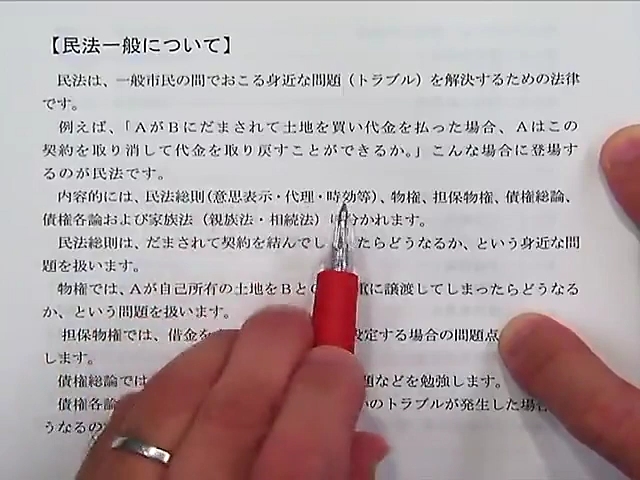 【民法一般について】
民法は、一般市民の間でおこる身近な問題（トラブル）を解決するための法律
です。
例えば、「ＡがＢにだまされて土地を買い代金を払った場合、Ａはこの
契約を取り消して代金を取り戻すことができるか。」こんな場合に登場す
るのが民法です。
内容的には、民法総則（意思表示・代理・時効等）、物権、担保物権、債権総論、
債権各論および家族法（親族法・相続法）に分かれます。
民法総則は、だまされて契約を結んでし たらどうなるか、という身近な問
題を扱います。
物権では、Ａが自己所有の土地をＢと に譲渡してしまったらどうなる
か、という問題を扱います。
担保物権では、借金を 設定する場合の問題点
します。
債権総論では 題などを勉強します。
債権各論 のトラブルが発生した場合
うなるの